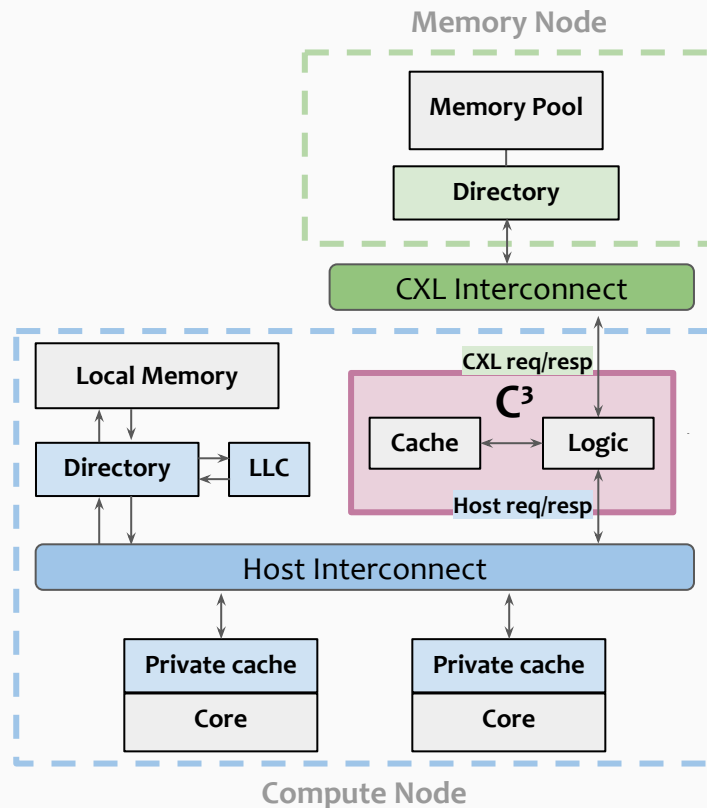 Memory Node
Memory Pool
Directory
CXL Interconnect
CXL req/resp
Local Memory
C³
Cache
Logic
Directory
LLC
Host req/resp
Host Interconnect
Private cache
Core
Private cache
Core
Compute Node